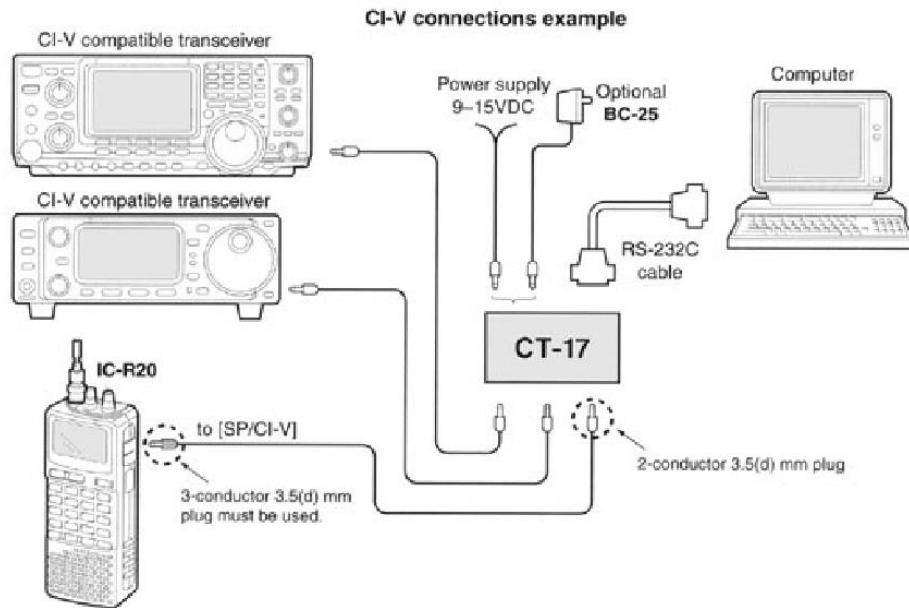 CI-V connections example
CI-V compatible transceiver
Power supply
9–15VDC
Optional
BC-25
Computer
CI-V compatible transceiver
RS-232C
cable
CT-17
IC-R20
to [SP/CI-V]
2-conductor 3.5(d) mm plug
3-conductor 3.5(d) mm
plug must be used.